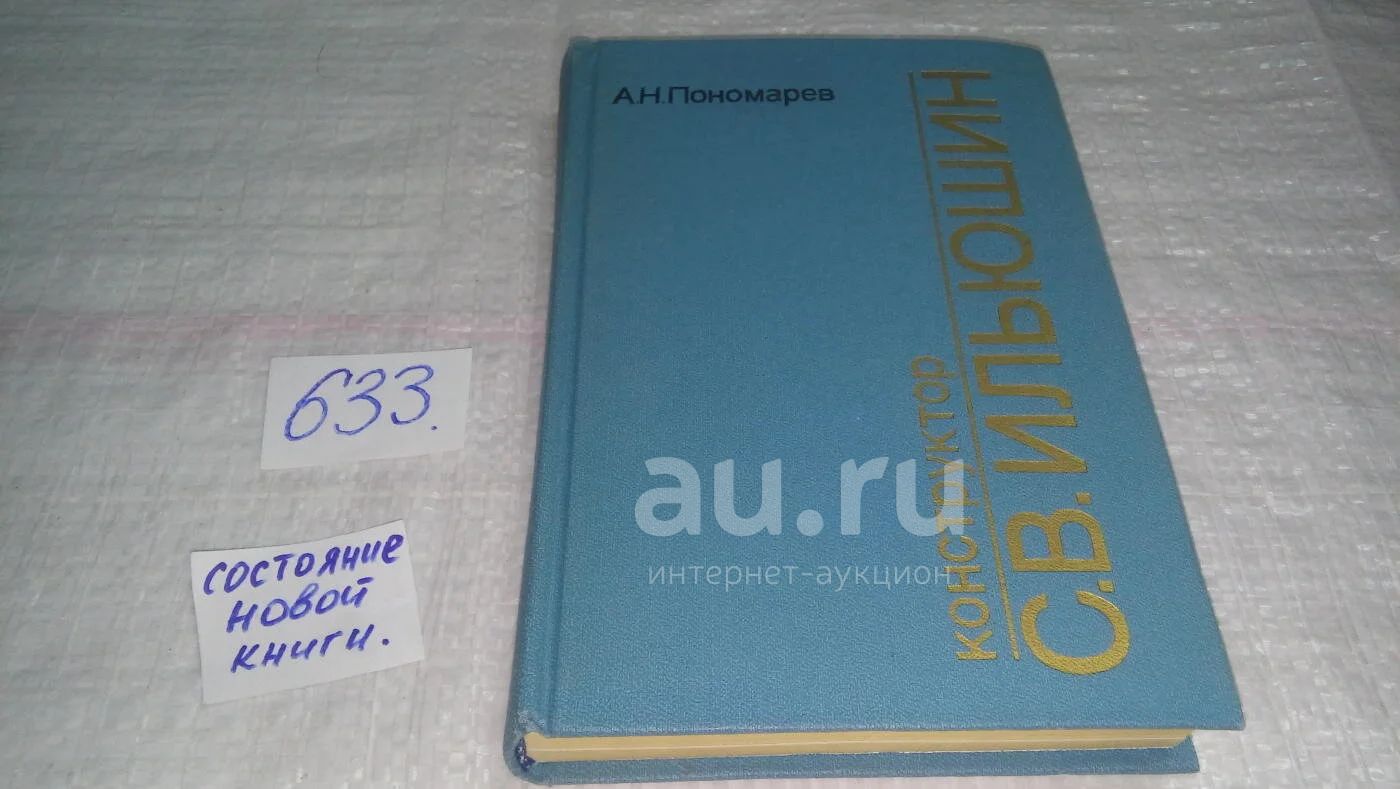 А.Н.Пономарев
конструктор
С.В. ИЛЬЮШИН
633.
состояние
новой
книги.
au.ru
интернет-аукцион